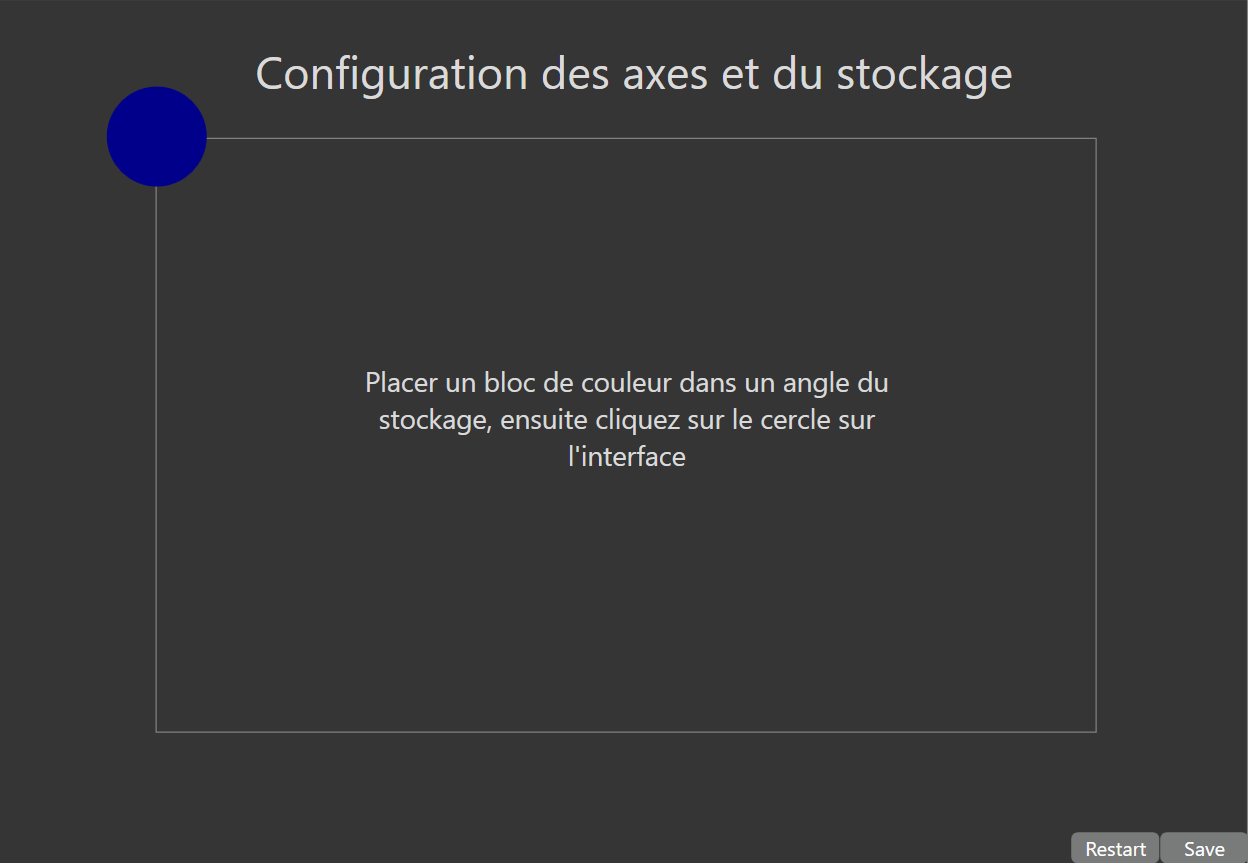 Configuration des axes et du stockage
Placer un bloc de couleur dans un angle du
stockage, ensuite cliquez sur le cercle sur
l'interface
Restart
Save